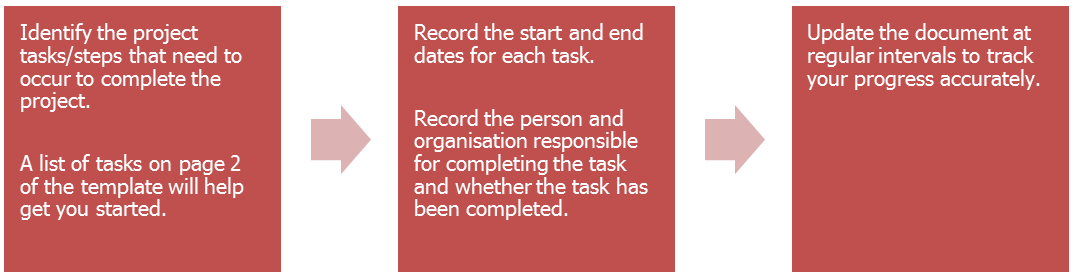 Identify the project
tasks/steps that need to
occur to complete the
project.
A list of tasks on page 2
of the template will help
get you started.
Record the start and end
dates for each task.
Record the person and
organisation responsible
for completing the task
and whether the task has
been completed.
Update the document at
regular intervals to track
your progress accurately.